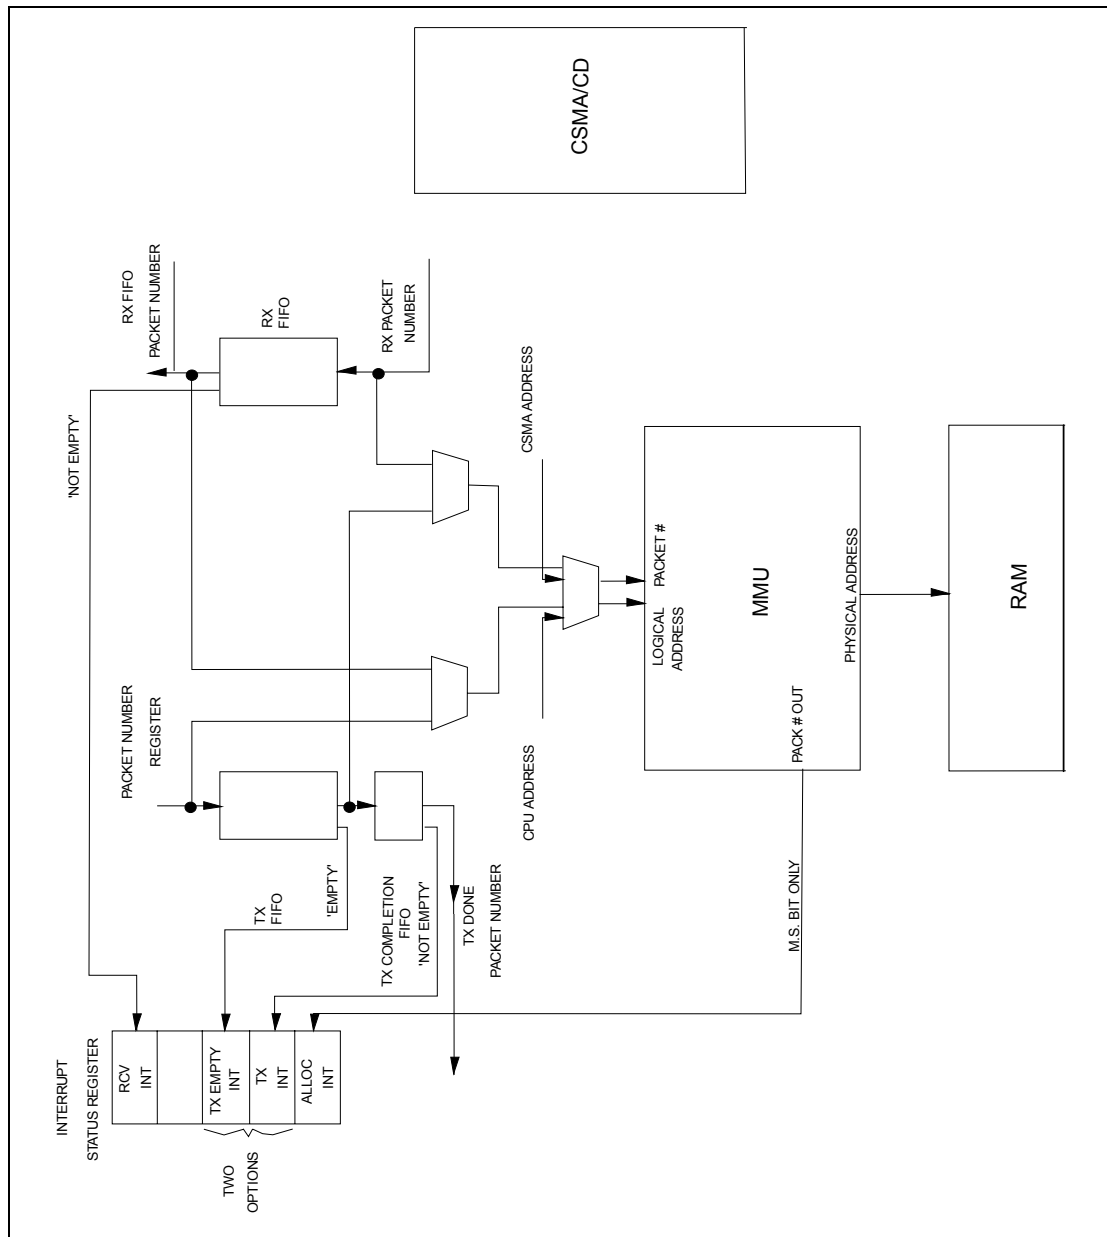 INTERRUPT
STATUS REGISTER
RCV
INT
TX EMPTY
INT
TX
INT
ALLOC
INT
TWO
OPTIONS
'NOT EMPTY'
RX FIFO
PACKET NUMBER
RX
FIFO
RX PACKET
NUMBER
CSMA/CD
PACKET NUMBER
REGISTER
TX
FIFO
'EMPTY'
TX COMPLETION
FIFO
'NOT EMPTY'
TX DONE
PACKET NUMBER
CPU ADDRESS
CSMA ADDRESS
LOGICAL
ADDRESS
PACKET #
MMU
PACK # OUT
PHYSICAL ADDRESS
M.S. BIT ONLY
RAM